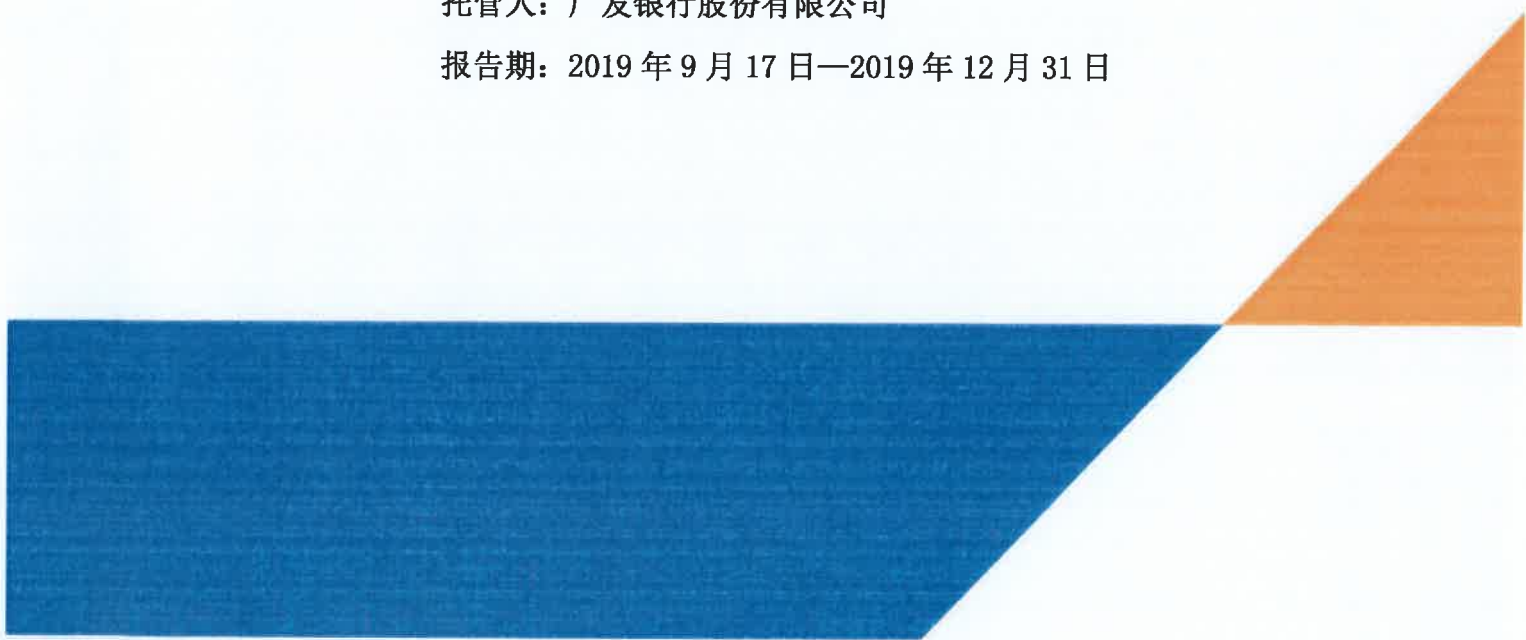 托管人：广发银行股份有限公司
报告期：2019 年 9 月 17 日—2019 年 12 月 31 日